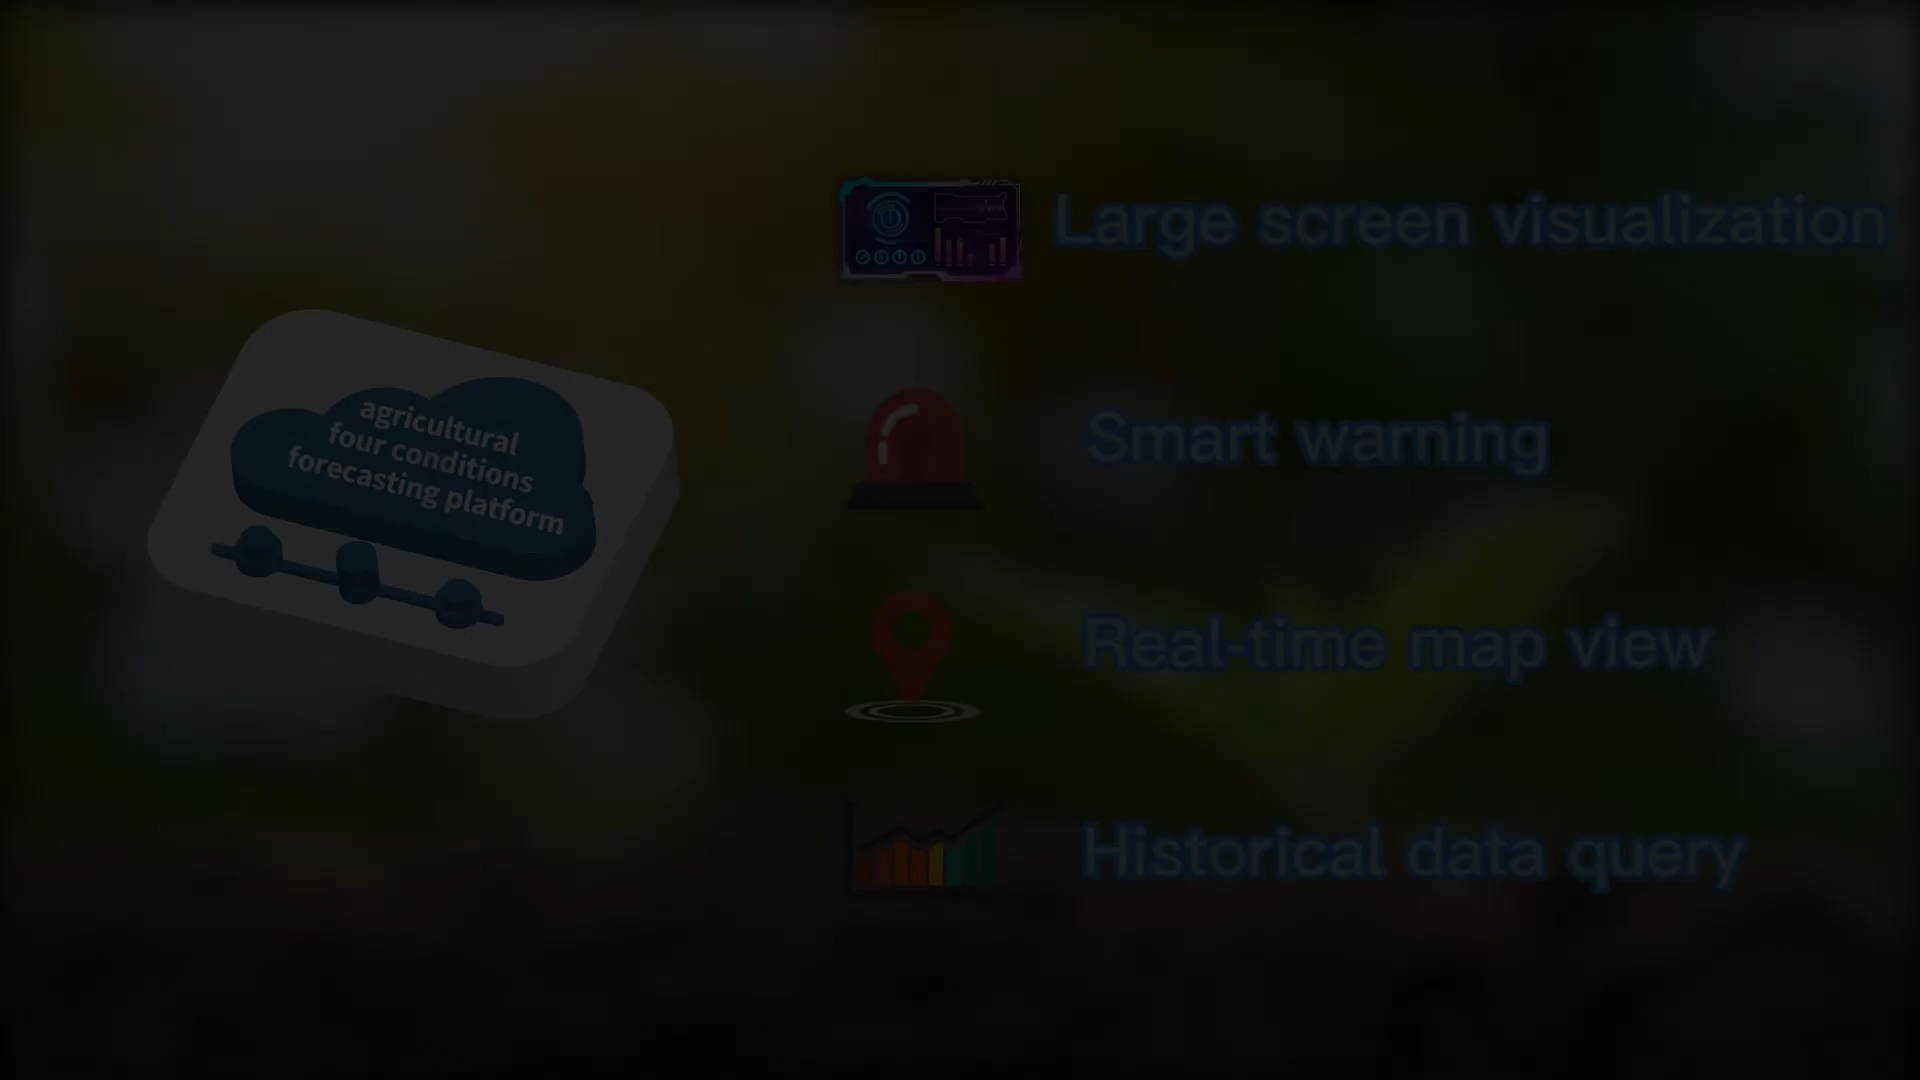 agricultural
four conditions
forecasting platform
Large screen visualization
Smart warning
Real-time map view
Historical data query